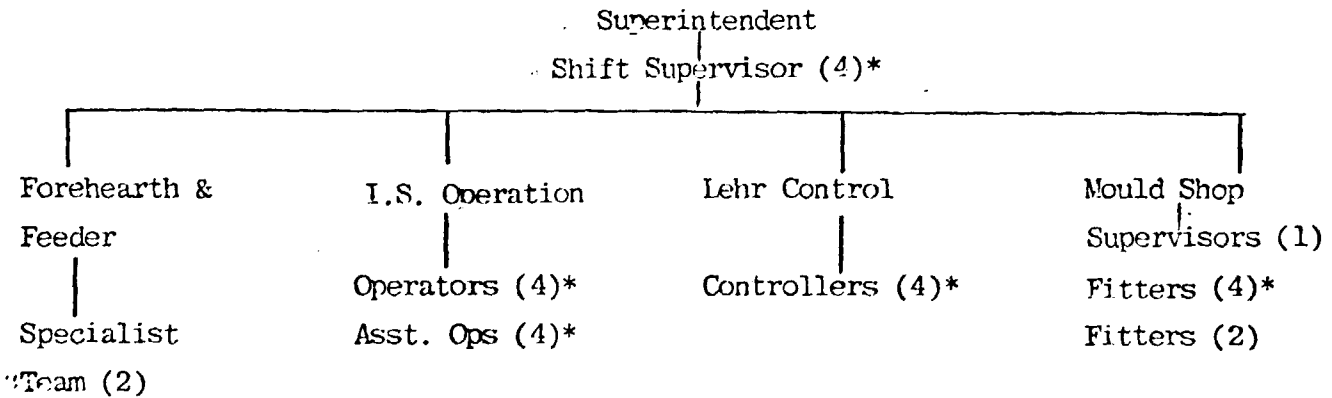 Superintendent
Shift Supervisor (4)*
Forehearth &
Feeder
Specialist
Team (2)
I.S. Operation
Operators (4)*
Asst. Ops (4)*
Lehr Control
Controllers (4)*
Mould Shop
Supervisors (1)
Fitters (4)*
Fitters (2)